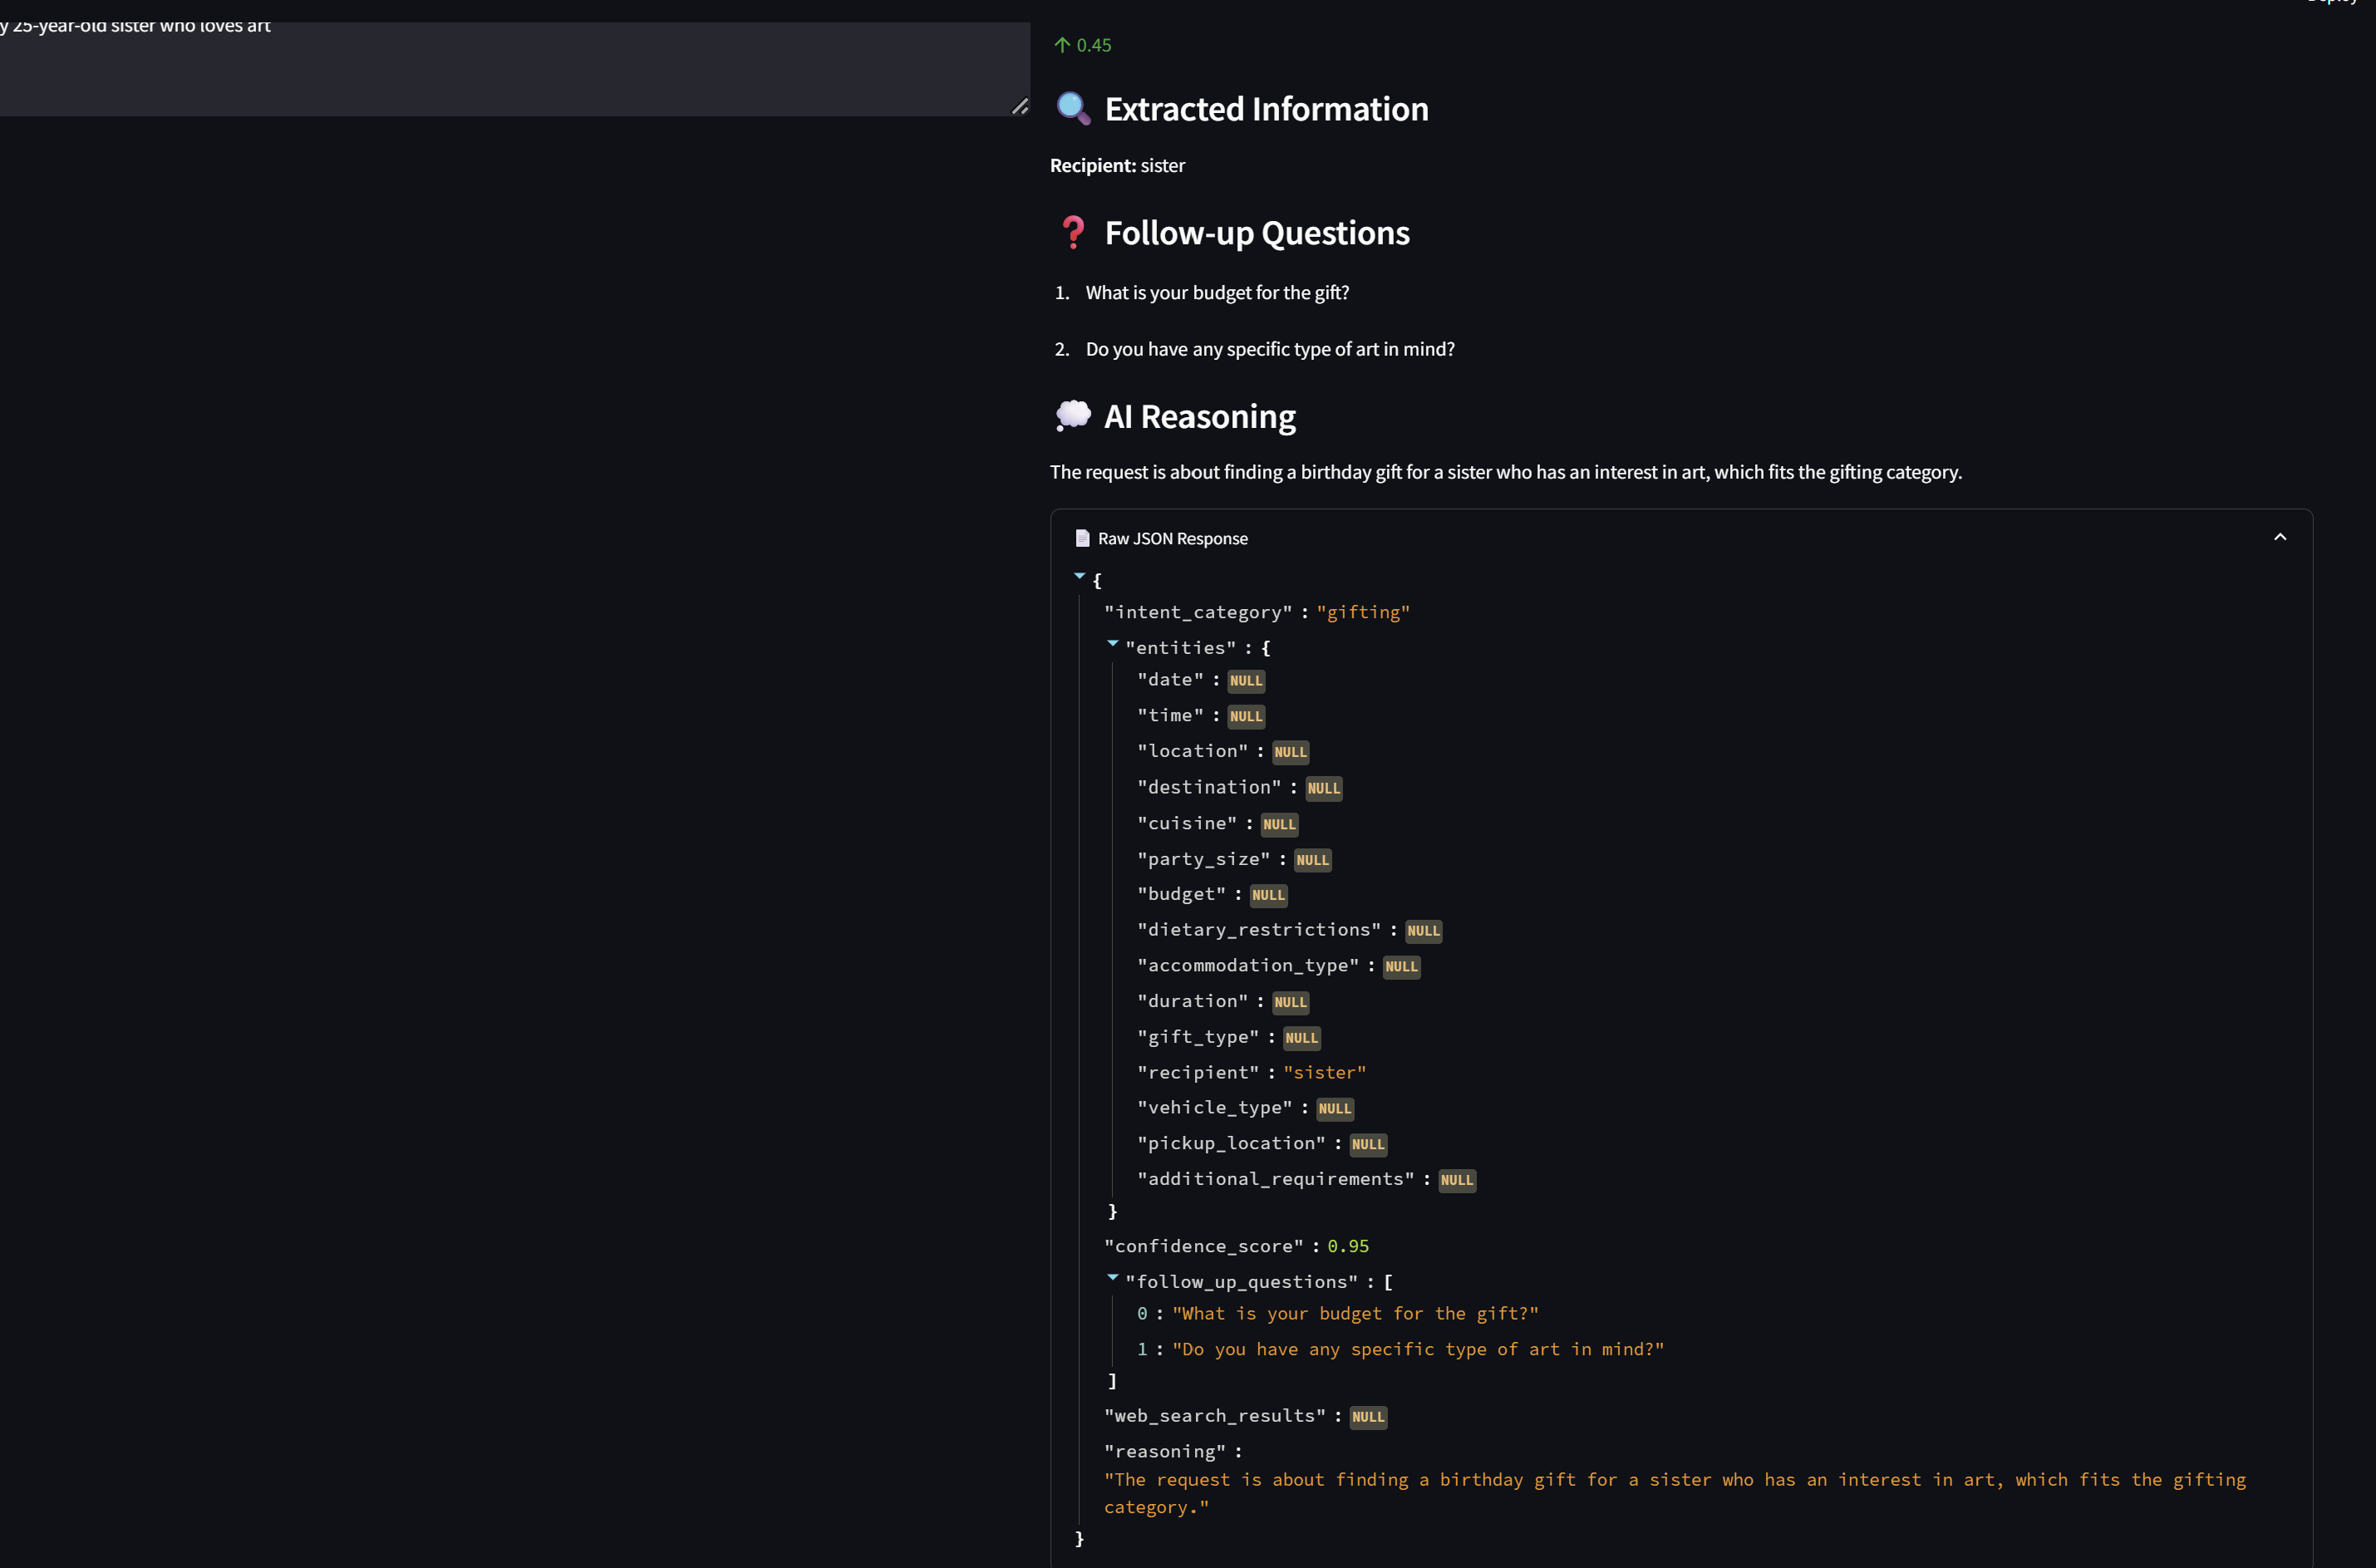 Deploy
y 25-year-old sister who loves art
0.45
Extracted Information
Recipient: sister
Follow-up Questions
1. What is your budget for the gift?
2. Do you have any specific type of art in mind?
AI Reasoning
The request is about finding a birthday gift for a sister who has an interest in art, which fits the gifting category.
Raw JSON Response
{
"intent_category" : "gifting"
"entities" : {
"date" : NULL
"time" : NULL
"location" : NULL
"destination" : NULL
"cuisine" : NULL
"party_size" : NULL
"budget" : NULL
"dietary_restrictions" : NULL
"accommodation_type" : NULL
"duration" : NULL
"gift_type" : NULL
"recipient" : "sister"
"vehicle_type" : NULL
"pickup_location" : NULL
"additional_requirements" : NULL
}
"confidence_score" : 0.95
"follow_up_questions" : [
0 : "What is your budget for the gift?"
1 : "Do you have any specific type of art in mind?"
]
"web_search_results" : NULL
"reasoning" :
"The request is about finding a birthday gift for a sister who has an interest in art, which fits the gifting
category."
}